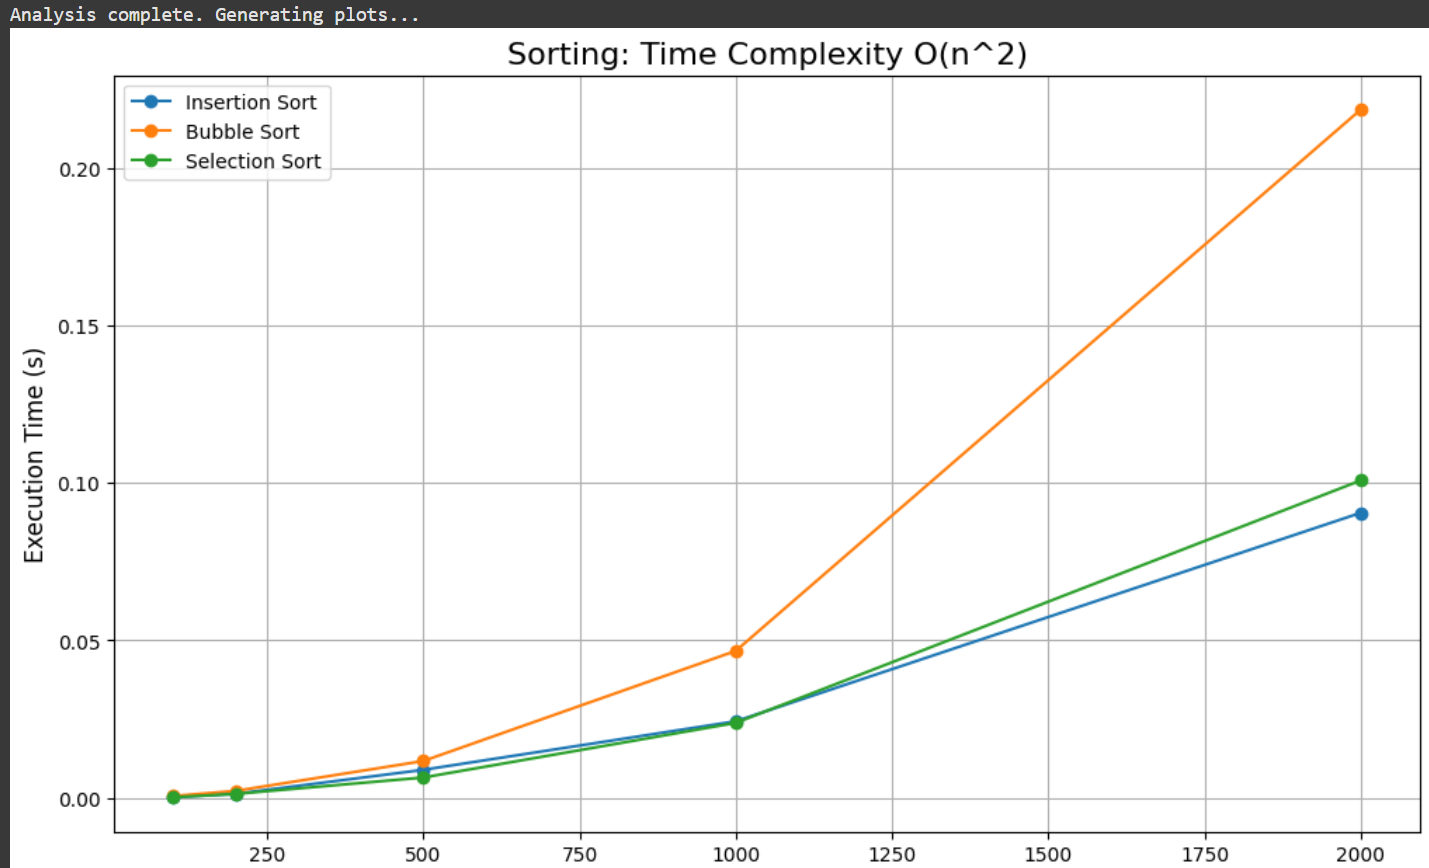 Analysis complete. Generating plots...
Sorting: Time Complexity O(n^2)
Insertion Sort
Bubble Sort
Selection Sort
0.20
0.15
0.10
0.05
0.00
Execution Time (s)
250 500 750 1000 1250 1500 1750 2000